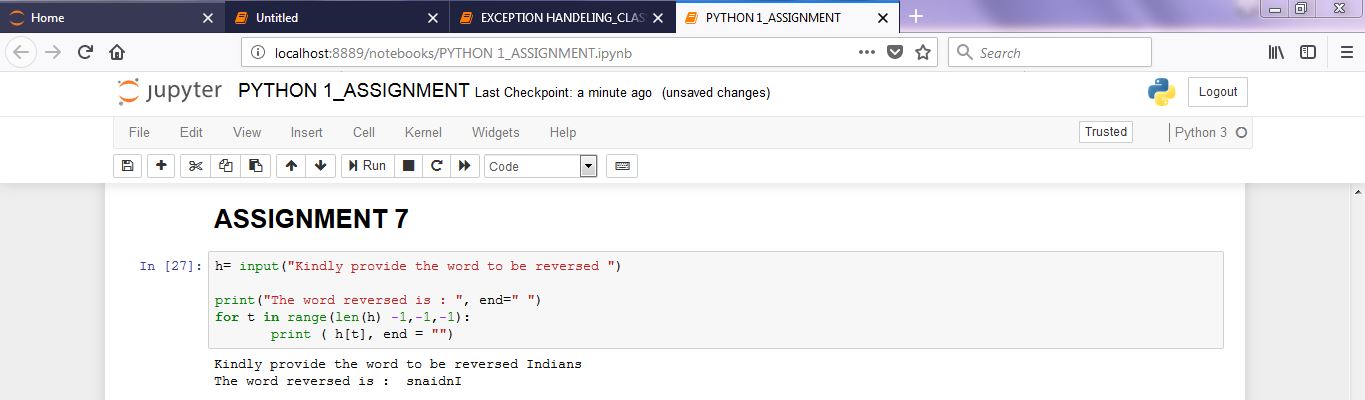 Home
Untitled
EXCEPTION HANDELING_CLAS
PYTHON 1_ASSIGNMENT
localhost:8889/notebooks/PYTHON 1_ASSIGNMENT.ipynb
Search
jupyter PYTHON 1_ASSIGNMENT Last Checkpoint: a minute ago (unsaved changes)
Logout
File Edit View Insert Cell Kernel Widgets Help
Trusted
Python 3
Run
Code
ASSIGNMENT 7
In [27]: h= input("Kindly provide the word to be reversed ")
print("The word reversed is : ", end=" ")
for t in range(len(h) -1,-1,-1):
print ( h[t], end = "")
Kindly provide the word to be reversed Indians
The word reversed is :  snaidnI